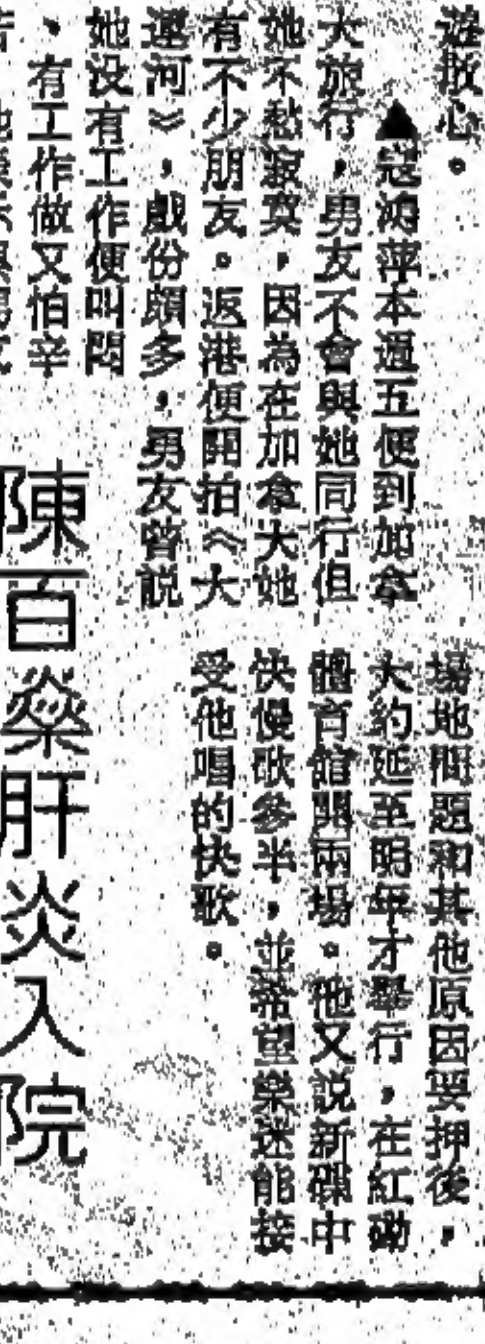 遊散心。
▲寇鴻萍本週五便到加拿
大旅行，男友不會與她同行但
她不愁寂寞，因為在加拿大她
有不少朋友。返港便開拍《大
運河》，戲份頗多，男友皆說
她没有工作便叫悶
，有工作做又怕辛
場地問題和其他原因要押後，
大約延至明年才舉行，在紅磡
體育館開兩場。他又說新碟中
快慢歌參半，並希望樂迷能接
受他唱的快歌。
陳百燊肝炎入院